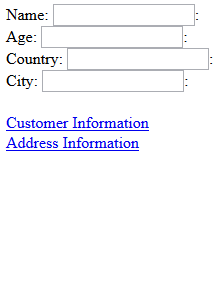 Name: :
Age: :
Country: :
City: :
Customer Information
Address Information